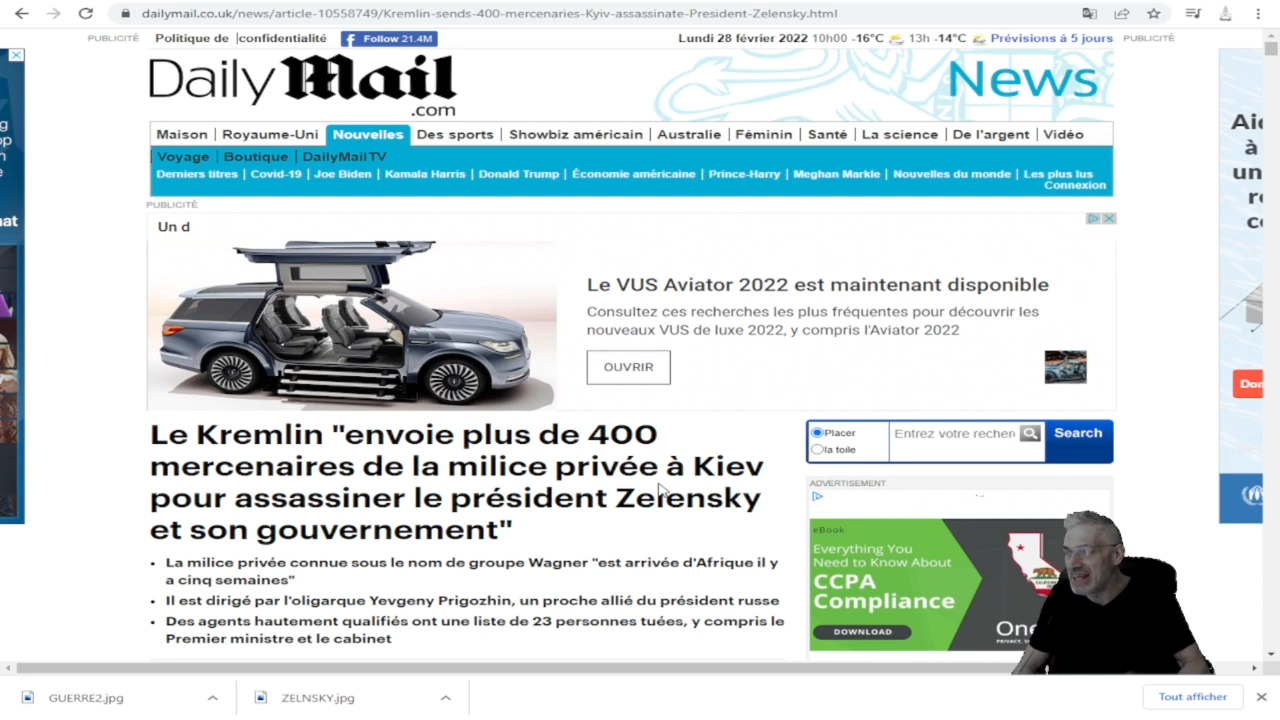 dailymail.co.uk/news/article-10558749/Kremlin-sends-400-mercenaries-Kyiv-assassinate-President-Zelensky.html
PUBLICITÉ
Politique de |confidentialité
Follow 21.4M
Lundi 28 février 2022 10h00 -16°C 13h -14°C Prévisions à 5 jours
PUBLICITÉ
Daily Mail
.com
News
Maison | Royaume-Uni | Nouvelles | Des sports | Showbiz américain | Australie | Féminin | Santé | La science | De l'argent | Vidéo
Voyage | Boutique | DailyMailTV
Derniers titres | Covid-19 | Joe Biden | Kamala Harris | Donald Trump | Économie américaine | Prince-Harry | Meghan Markle | Nouvelles du monde | Les plus lus
Connexion
PUBLICITÉ
Un d
Le VUS Aviator 2022 est maintenant disponible
Consultez ces recherches les plus fréquentes pour découvrir les
nouveaux VUS de luxe 2022, y compris l'Aviator 2022
OUVRIR
Le Kremlin "envoie plus de 400
mercenaires de la milice privée à Kiev
pour assassiner le président Zelensky
et son gouvernement"
• La milice privée connue sous le nom de groupe Wagner "est arrivée d'Afrique il y
a cinq semaines"
• Il est dirigé par l'oligarque Yevgeny Prigozhin, un proche allié du président russe
• Des agents hautement qualifiés ont une liste de 23 personnes tuées, y compris le
Premier ministre et le cabinet
Placer
la toile
Entrez votre recher
Search
ADVERTISEMENT
eBook
Everything You
Need to Know About
CCPA
Compliance
DOWNLOAD
One
PRIVACY, S
à
un
GUERRE2.jpg
ZELNSKY.jpg
Tout afficher